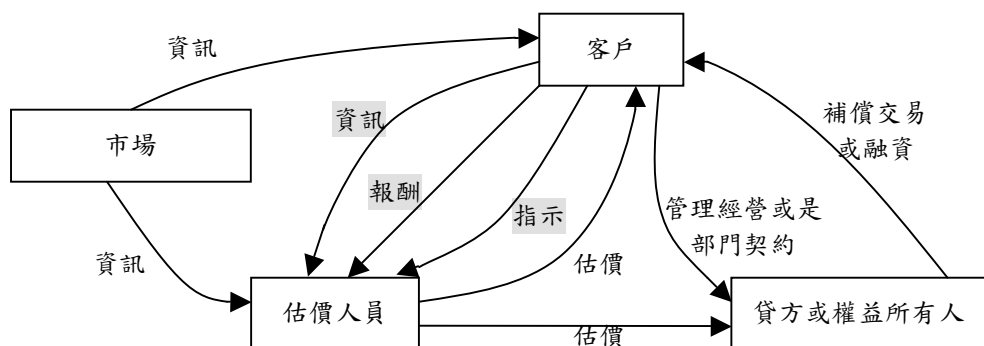 客戶
資訊
市場
資訊
補償交易
或融資
報酬
指示
管理經營或是
部門契約
資訊
估價
估價人員
貸方或權益所有人
估價